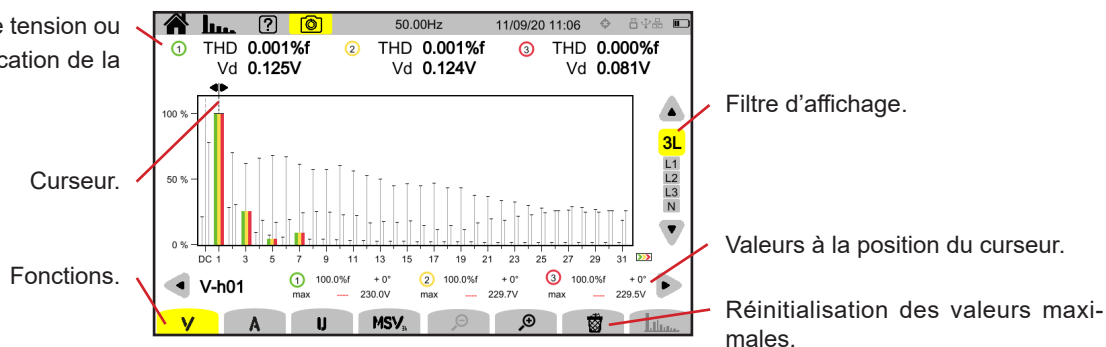 e tension ou
cation de la
Curseur.
Fonctions.
? 50.00Hz 11/09/20 11:06
1 THD 0.001%f 2 THD 0.001%f 3 THD 0.000%f
Vd 0.125V Vd 0.124V Vd 0.081V
100 %
50 %
0 %
DC 1 3 5 7 9 11 13 15 17 19 21 23 25 27 29 31
3L
L1
L2
L3
N
V-h01 1 100.0%f + 0° 2 100.0%f + 0° 3 100.0%f + 0°
max ---- 230.0V max ---- 229.7V max ---- 229.5V
V A U MSV
Filtre d'affichage.
Valeurs à la position du curseur.
Réinitialisation des valeurs maxi-
males.